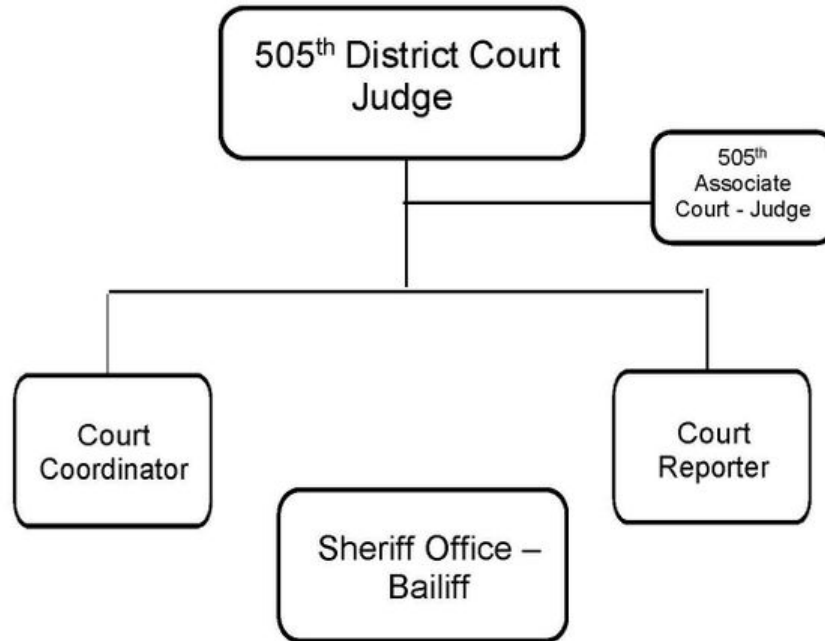 505th District Court
Judge
505th
Associate
Court - Judge
Court
Coordinator
Court
Reporter
Sheriff Office –
Bailiff